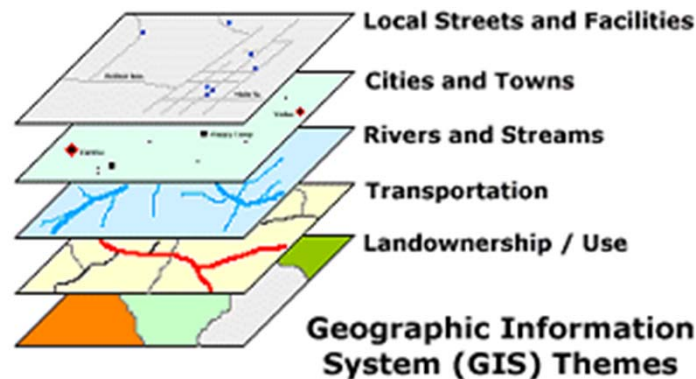 Local Streets and Facilities
Cities and Towns
Rivers and Streams
Transportation
Landownership / Use
Geographic Information
System (GIS) Themes